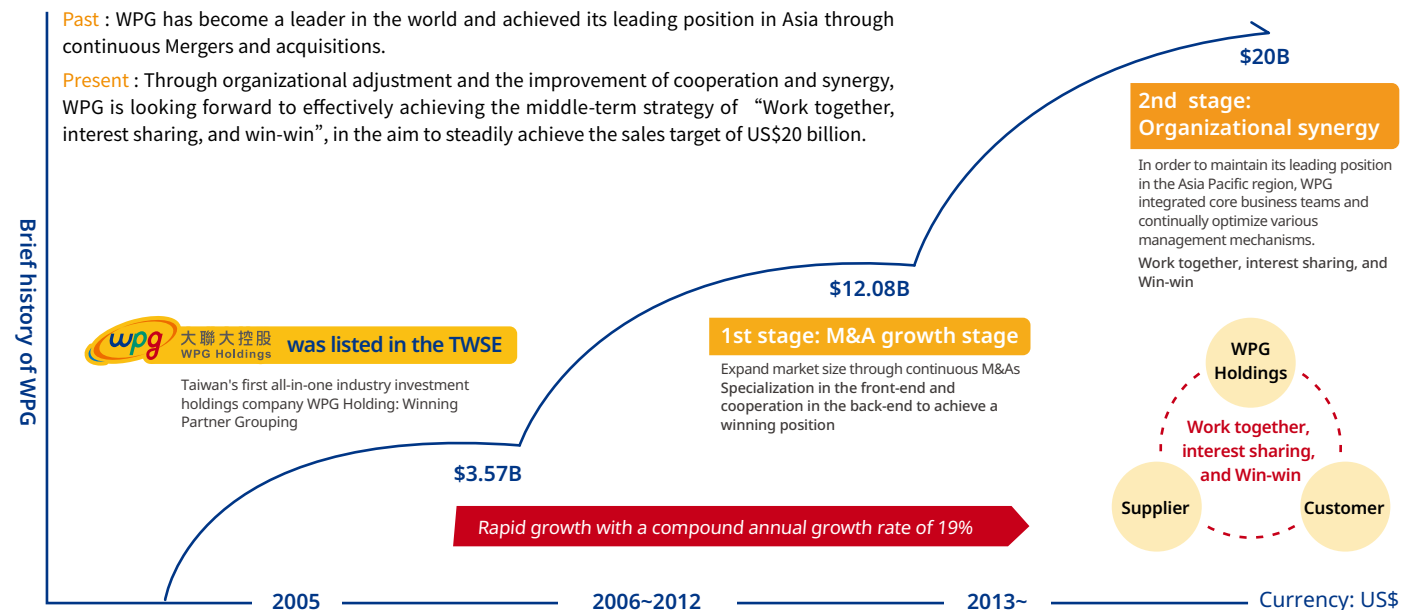 Past : WPG has become a leader in the world and achieved its leading position in Asia through
continuous Mergers and acquisitions.
Present : Through organizational adjustment and the improvement of cooperation and synergy,
WPG is looking forward to effectively achieving the middle-term strategy of “Work together,
interest sharing, and win-win”, in the aim to steadily achieve the sales target of US$20 billion.
$20B
2nd stage:
Organizational synergy
In order to maintain its leading position
in the Asia Pacific region, WPG
integrated core business teams and
continually optimize various
management mechanisms.
Work together, interest sharing, and
Win-win
Brief history of WPG
$12.08B
wpg
大聯大控股
WPG Holdings
was listed in the TWSE
Taiwan's first all-in-one industry investment
holdings company WPG Holding: Winning
Partner Grouping
1st stage: M&A growth stage
Expand market size through continuous M&As
Specialization in the front-end and
cooperation in the back-end to achieve a
winning position
WPG
Holdings
Work together,
interest sharing,
and Win-win
Supplier
Customer
$3.57B
Rapid growth with a compound annual growth rate of 19%
2005
2006~2012
2013~
Currency: US$